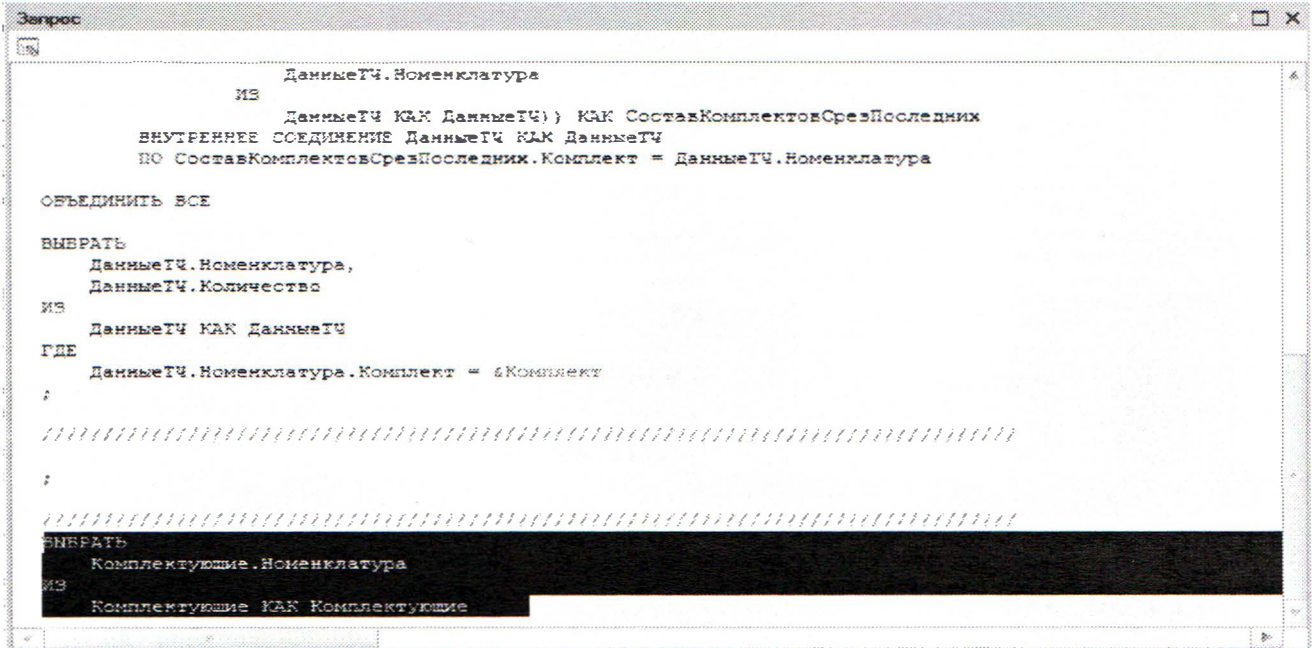 Запрос
ДанныеТЧ.Номенклатура
ИЗ
ДанныеТЧ КАК ДанныеТЧ)) КАК СоставКомплектовСрезПоследних
ВНУТРЕННЕЕ СОЕДИНЕНИЕ ДанныеТЧ КАК ДанныеТЧ
ПО СоставКомплектовСрезПоследних.Комплект = ДанныеТЧ.Номенклатура
ОБЪЕДИНИТЬ ВСЕ
ВЫБРАТЬ
ДанныеТЧ.Номенклатура,
ДанныеТЧ.Количество
ИЗ
ДанныеТЧ КАК ДанныеТЧ
ГДЕ
ДанныеТЧ.Номенклатура.Комплект = &Комплект
;
////////////////////////////////////////////////////////////////////////////////
;
////////////////////////////////////////////////////////////////////////////////
ВЫБРАТЬ
Комплектующие.Номенклатура
ИЗ
Комплектующие КАК Комплектующие